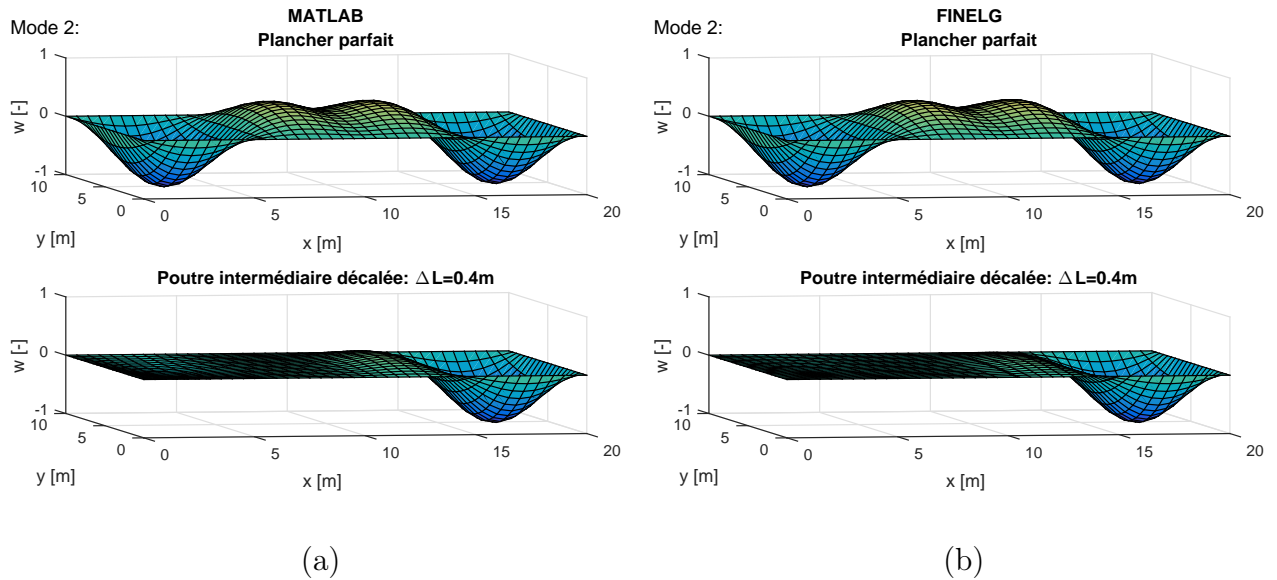 MATLAB
Mode 2:
Plancher parfait
1
0
-1
w [-]
10
5
0
y [m]
0
5
10
15
20
x [m]
Poutre intermédiaire décalée: Δ L=0.4m
1
0
-1
w [-]
10
5
0
y [m]
0
5
10
15
20
x [m]
(a)
FINELG
Mode 2:
Plancher parfait
1
0
-1
w [-]
10
5
0
y [m]
0
5
10
15
20
x [m]
Poutre intermédiaire décalée: Δ L=0.4m
1
0
-1
w [-]
10
5
0
y [m]
0
5
10
15
20
x [m]
(b)